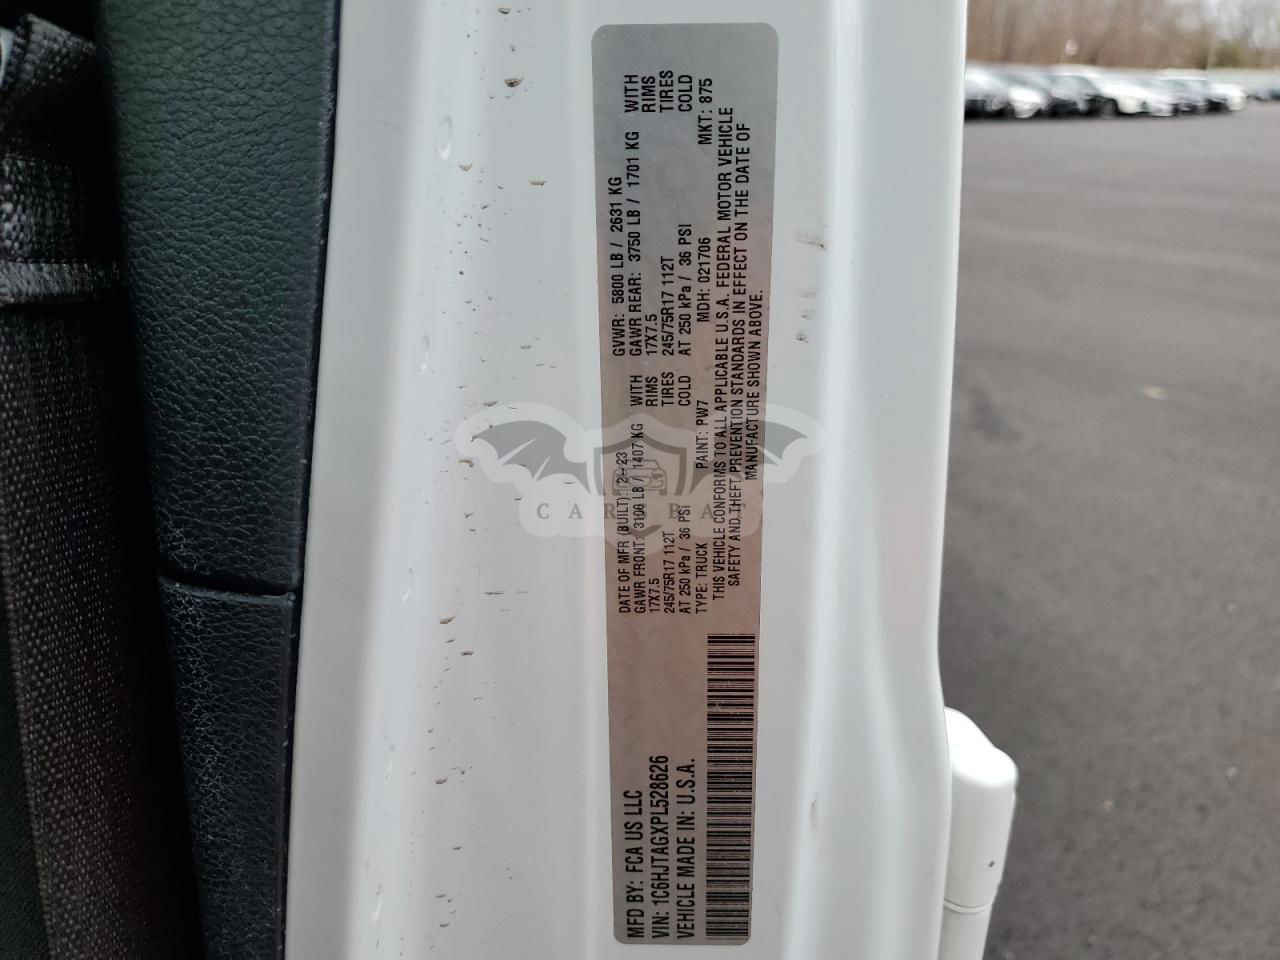 MFD BY: FCA US LLC
DATE OF MFR (BUILT): 2-23
GVWR: 5800 LB / 2631 KG
VIN: 1C6HJTAGXPL528626
GAWR FRONT: 3100 LB / 1407 KG WITH
GAWR REAR: 3750 LB / 1701 KG WITH
VEHICLE MADE IN: U.S.A.
17X7.5 RIMS
17X7.5 RIMS
245/75R17 112T TIRES
245/75R17 112T TIRES
AT 250 kPa / 36 PSI COLD
AT 250 kPa / 36 PSI COLD
TYPE: TRUCK PAINT: PW7 MDH: 021706 MKT: 875
THIS VEHICLE CONFORMS TO ALL APPLICABLE U.S.A. FEDERAL MOTOR VEHICLE
SAFETY AND THEFT PREVENTION STANDARDS IN EFFECT ON THE DATE OF
MANUFACTURE SHOWN ABOVE.
CARSBAT